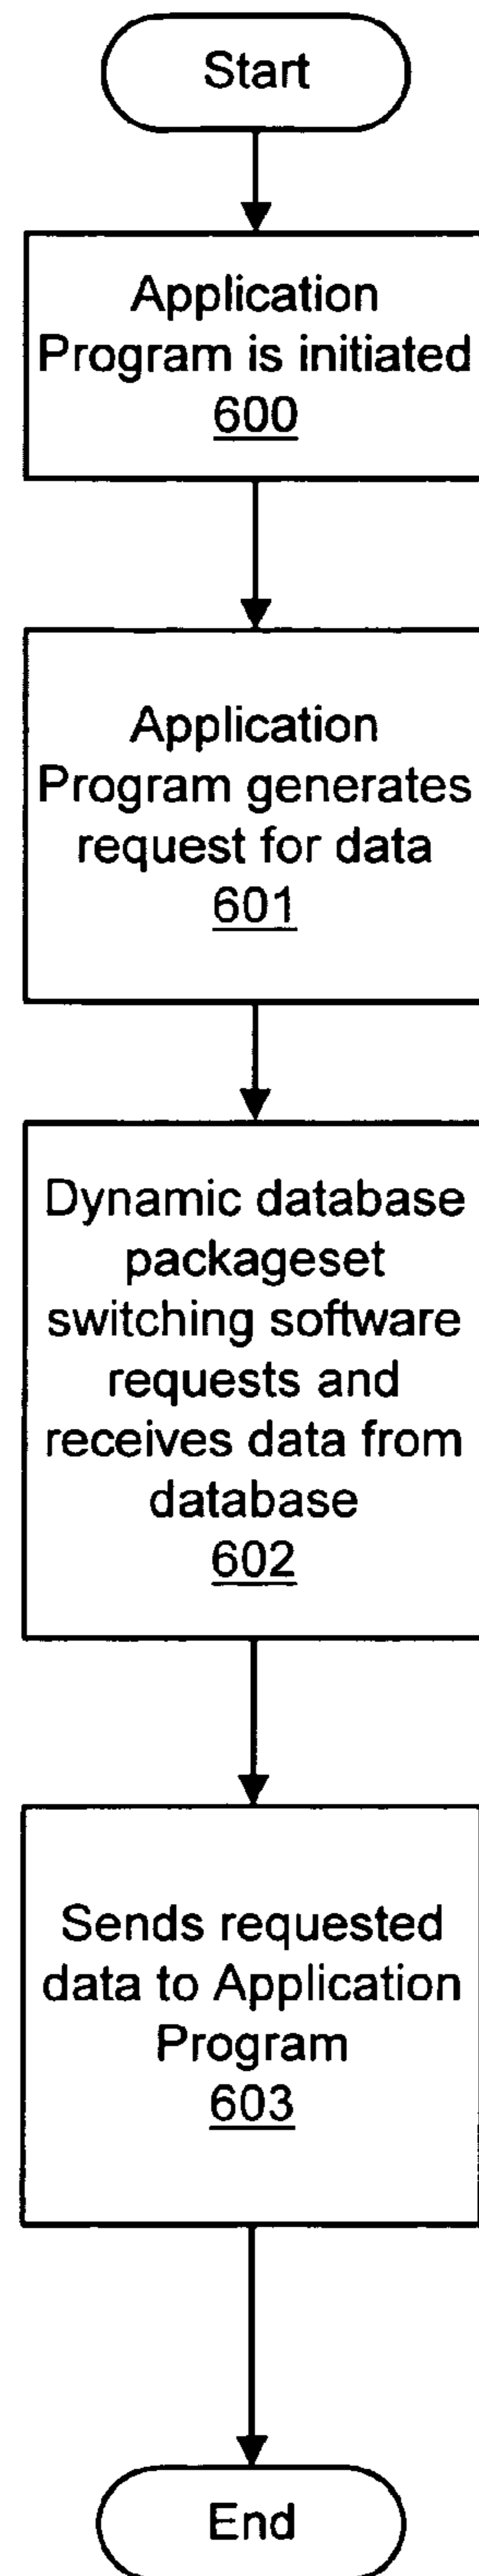 Start
Application
Program is initiated
600
Application
Program generates
request for data
601
Dynamic database
packageset
switching software
requests and
receives data from
database
602
Sends requested
data to Application
Program
603
End